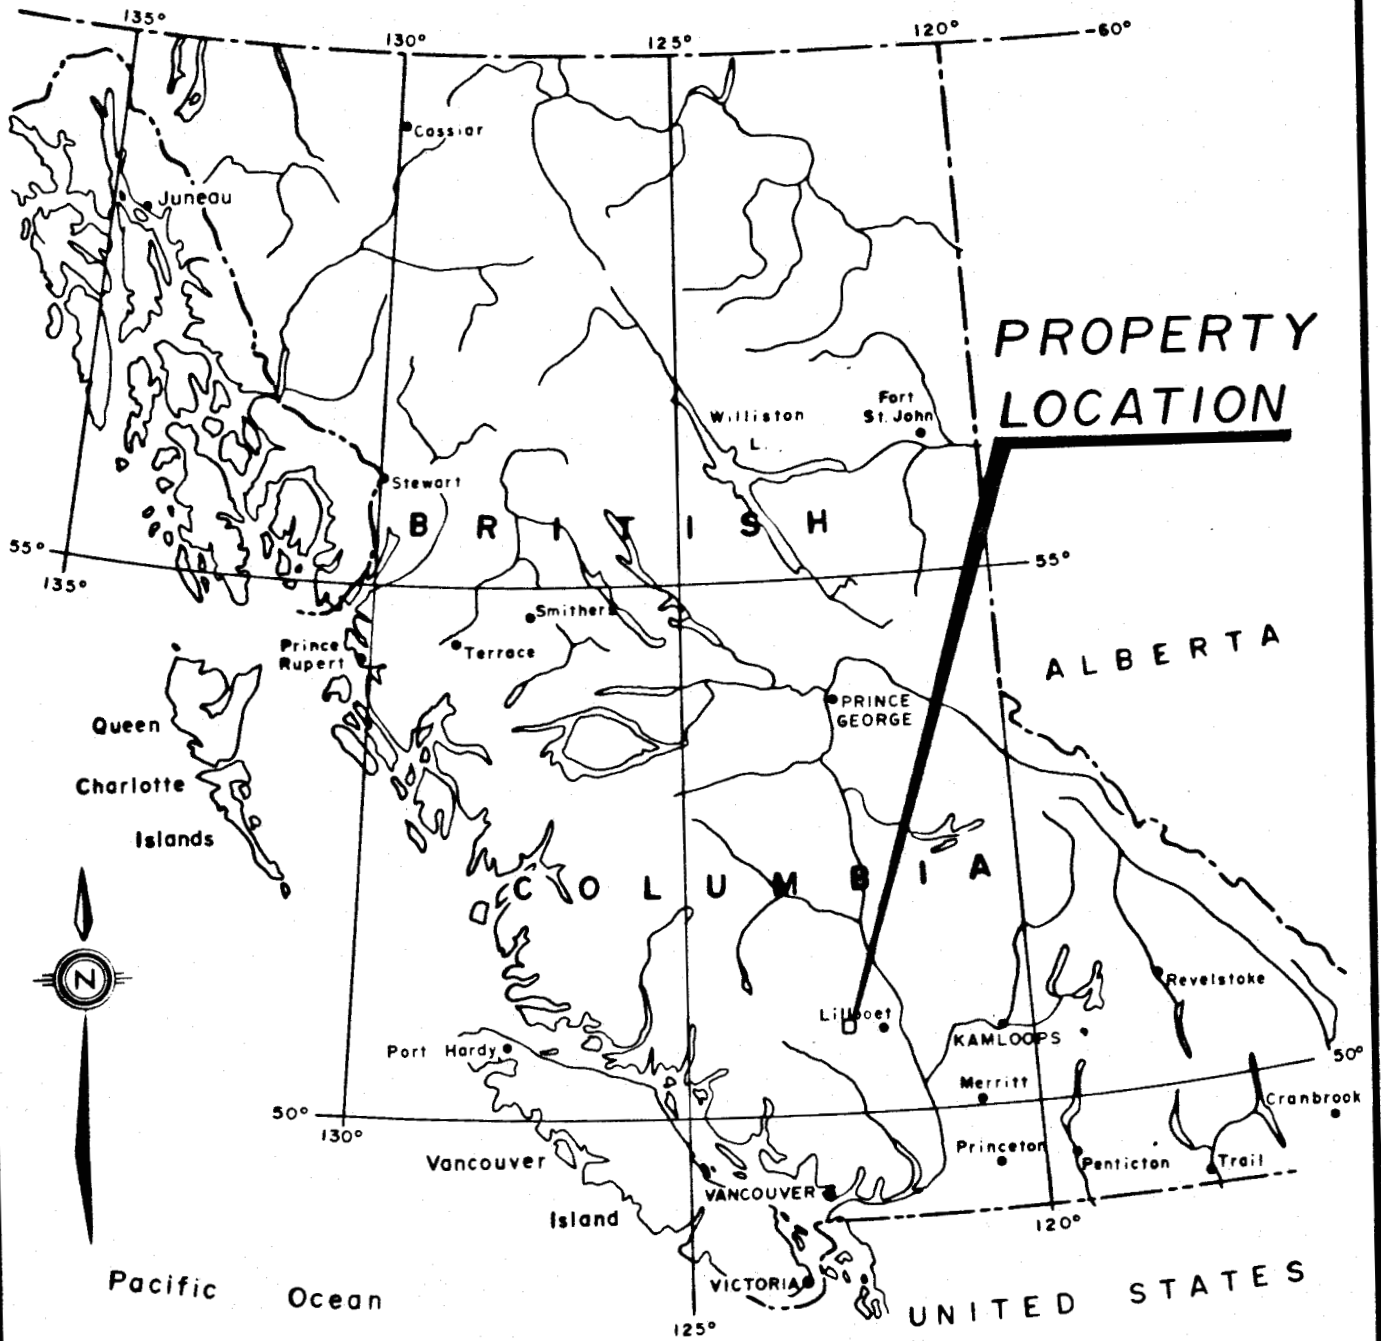 135°
130°
125°
120°
60°
Cassiar
Juneau
PROPERTY
LOCATION
Williston
L.
Fort
St. John
Stewart
BRITISH
55°
135°
55°
Smithers
Terrace
Prince
Rupert
ALBERTA
PRINCE
GEORGE
Queen
Charlotte
Islands
COLUMBIA
N
Revelstoke
KAMLOOPS
Port Hardy
50°
Merritt
Cranbrook
50°
130°
Princeton
Penticton
Trail
Vancouver
Island
VANCOUVER
120°
VICTORIA
Pacific Ocean
UNITED STATES
125°